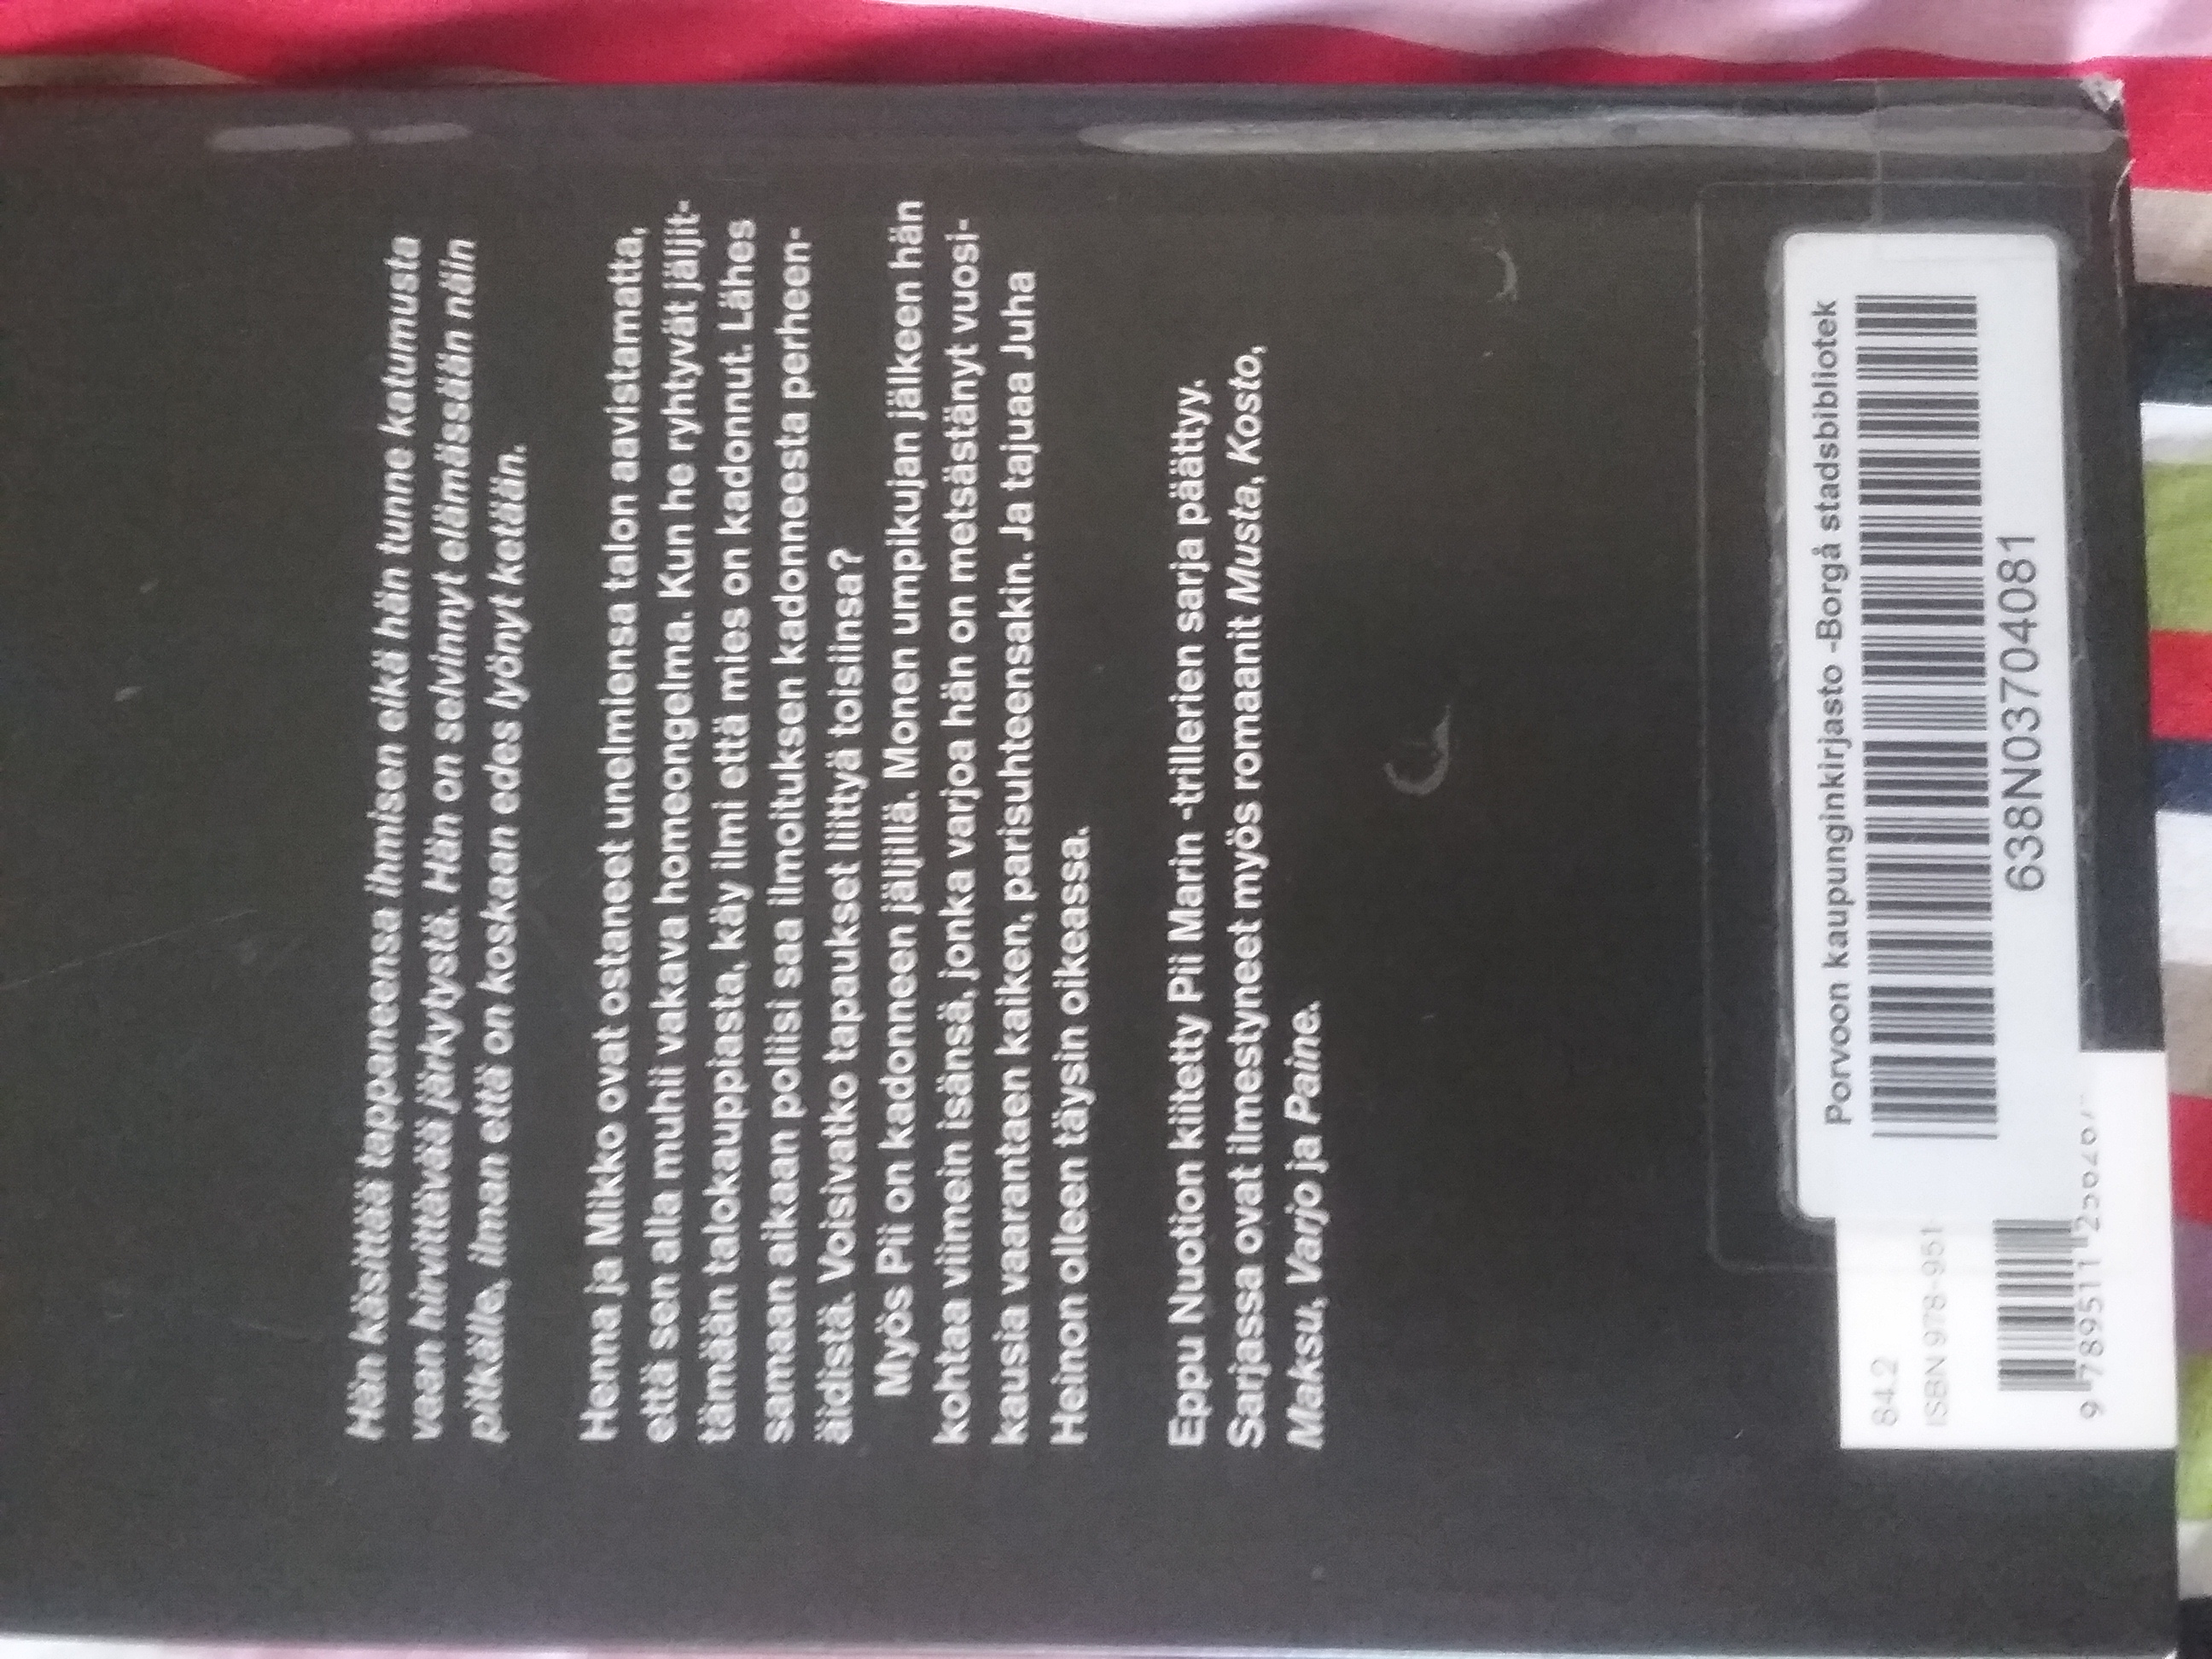 Hän käsittää tappaneensa ihmisen eikä hän tunne katumusta
vaan hirvittävää järkytystä. Hän on selvinnyt elämässään näin
pitkälle, ilman että on koskaan edes lyönyt ketään.
Henna ja Mikko ovat ostaneet unelmiensa talon aavistamatta,
että sen alla muhii vakava homeongelma. Kun he ryhtyvät jäljit-
tämään talokauppiasta, käy ilmi että mies on kadonnut. Lähes
samaan aikaan poliisi saa ilmoituksen kadonneesta perheen-
äidistä. Voisivatko tapaukset liittyä toisiinsa?
Myös Pii on kadonneen jäljillä. Monen umpikujan jälkeen hän
kohtaa viimein isänsä, jonka varjoa hän on metsästänyt vuosi-
kausia vaarantaen kaiken, parisuhteensakin. Ja tajuaa Juha
Heinon olleen täysin oikeassa.
Eppu Nuotion kiitetty Pii Marin -trillerien sarja päättyy.
Sarjassa ovat ilmestyneet myös romaanit Musta, Kosto,
Maksu, Varjo ja Paine.
Porvoon kaupunginkirjasto -Borgå stadsbibliotek
638N03704081
84.2
ISBN 978-951
9 789511